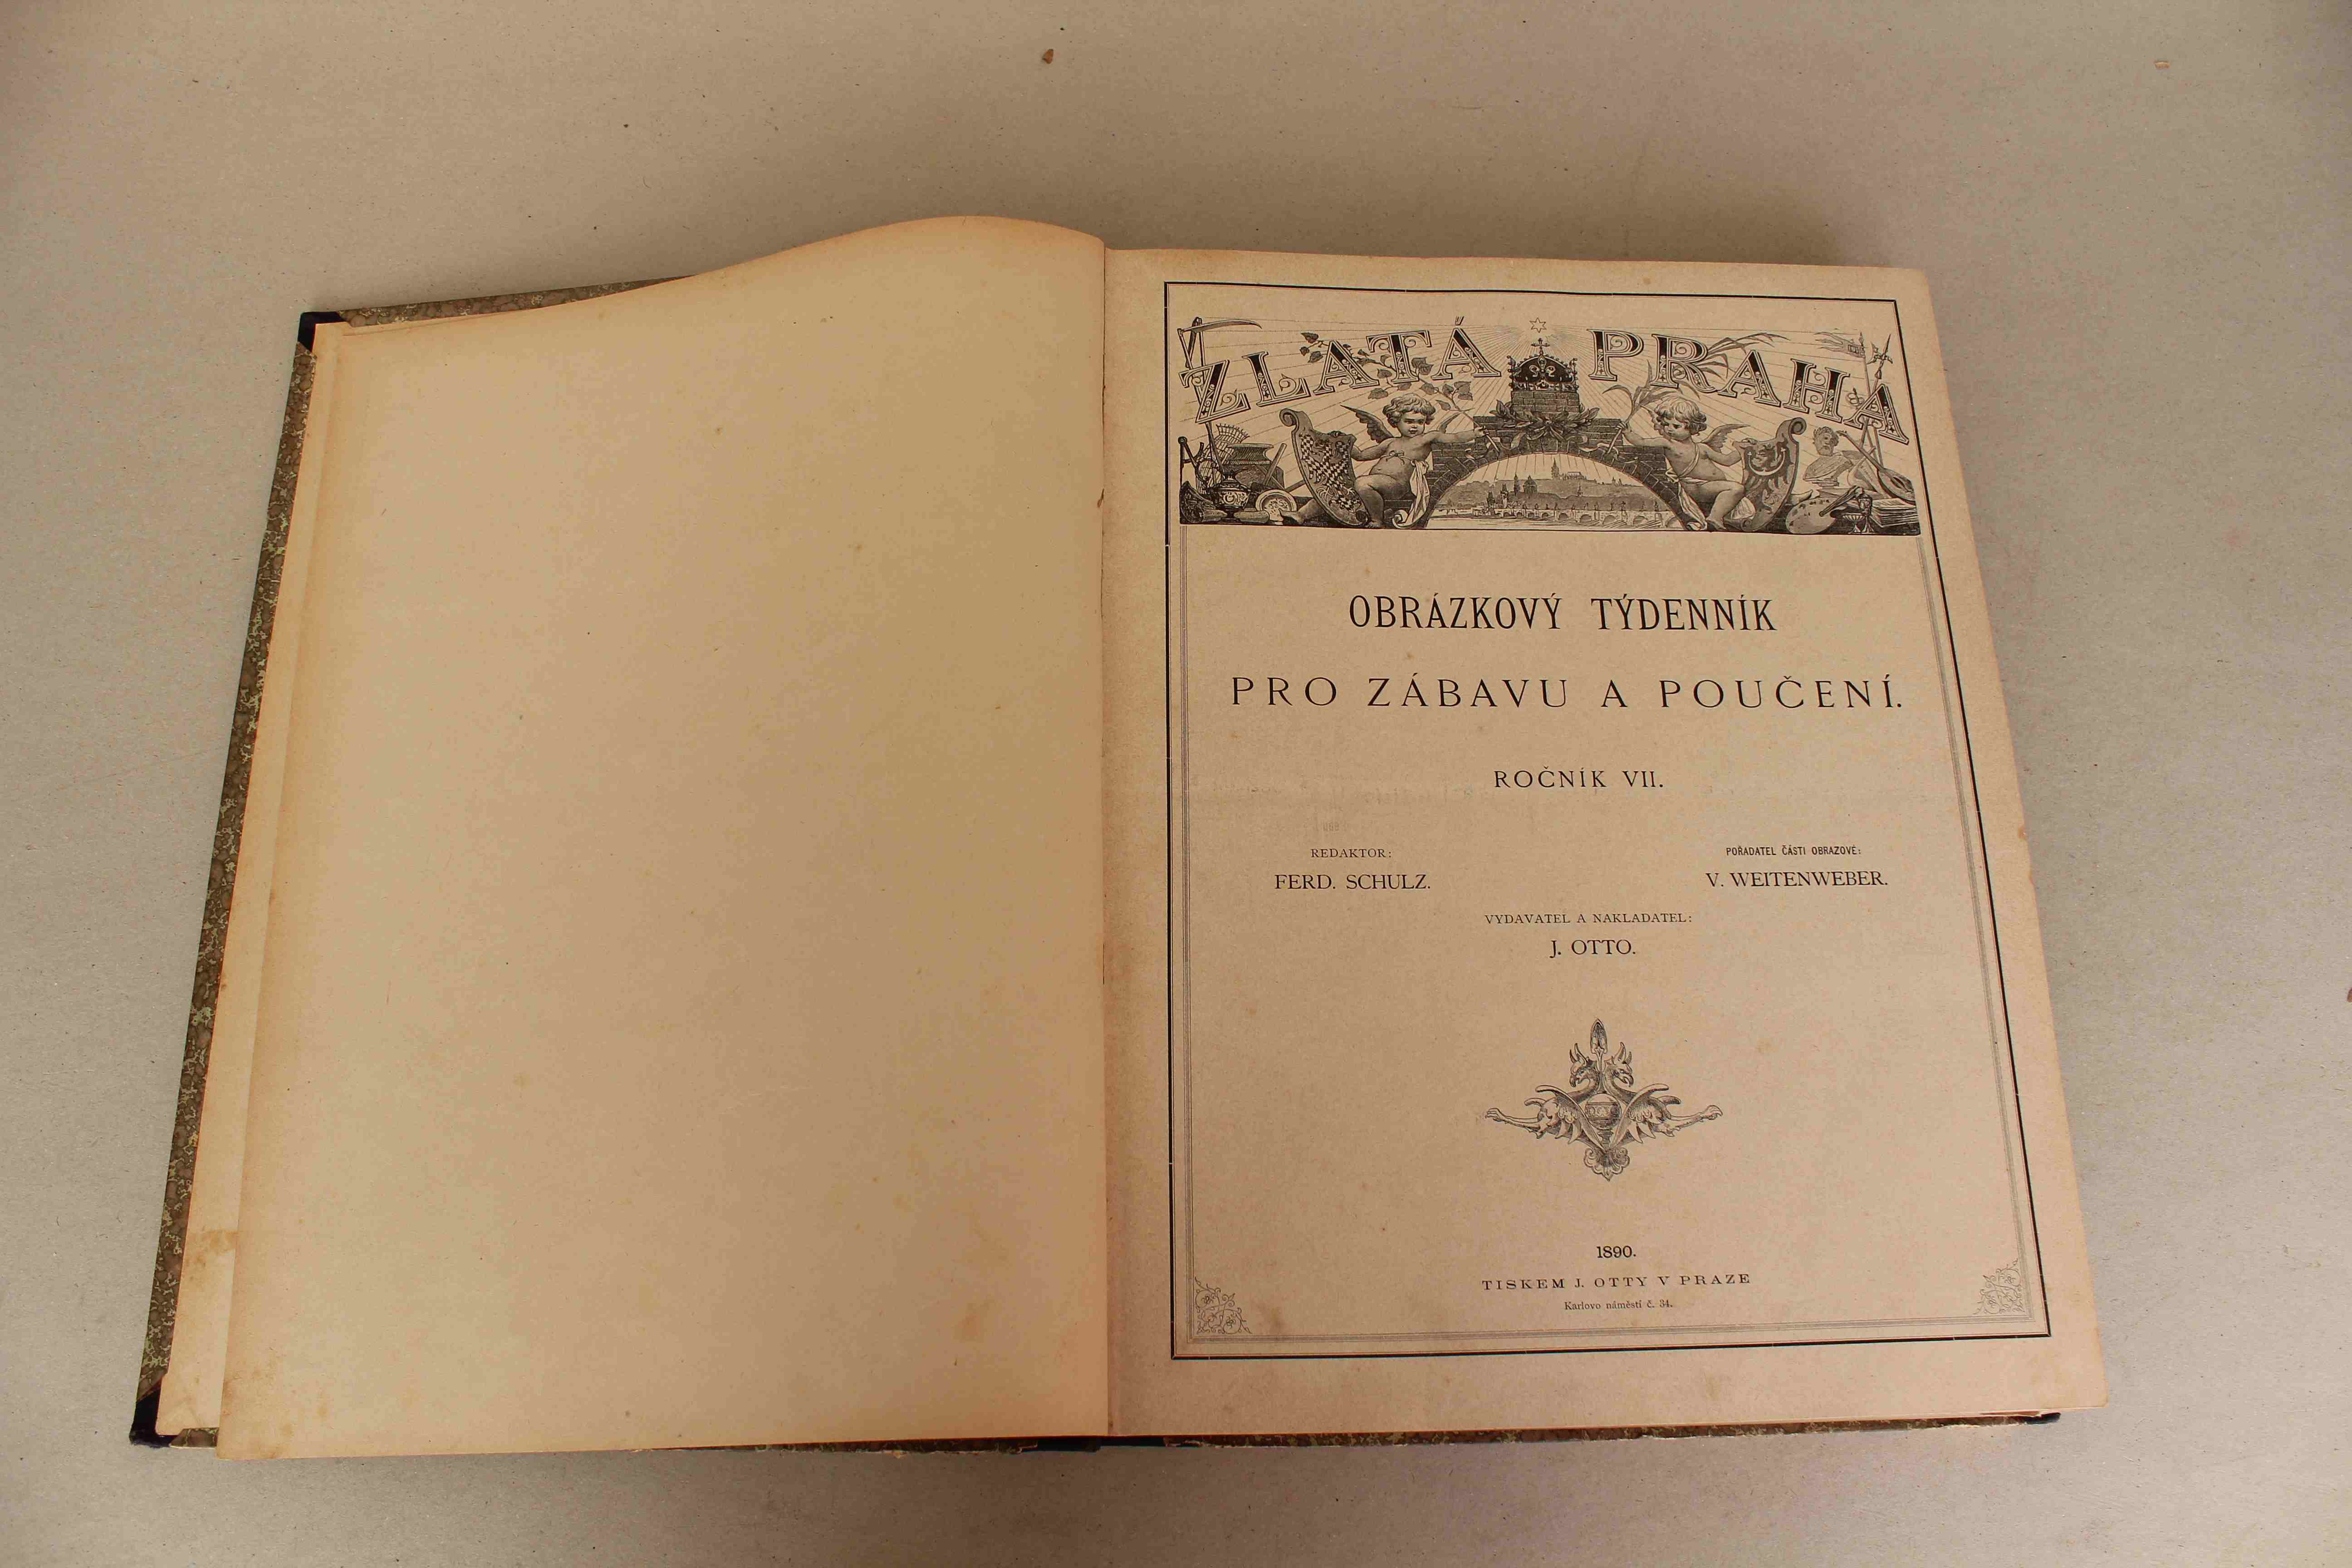 ZLATÁ PRAHA
OBRÁZKOVÝ TÝDENNÍK
PRO ZÁBAVU A POUČENÍ.
ROČNÍK VII.
REDAKTOR:
FERD. SCHULZ.
POŘADATEL ČÁSTI OBRAZOVÉ:
V. WEITENWEBER.
VYDAVATEL A NAKLADATEL:
J. OTTO.
1890.
TISKEM J. OTTY V PRAZE
Karlovo náměstí č. 34.